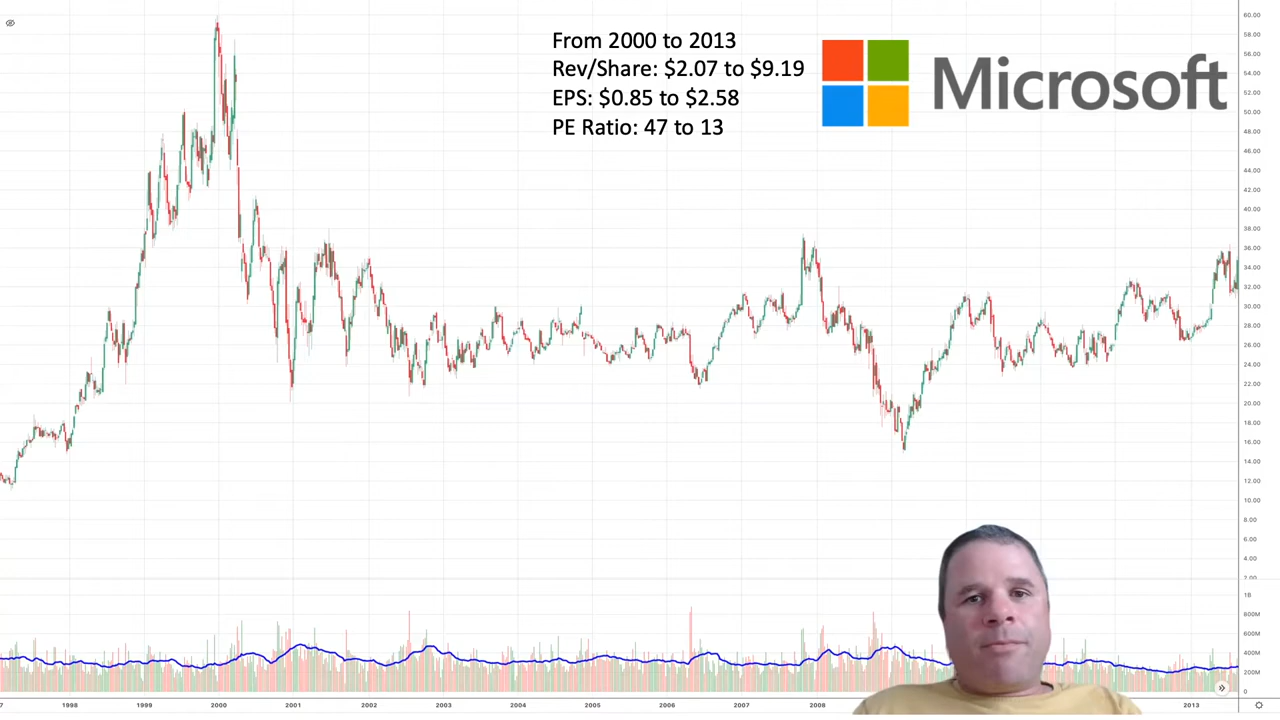 From 2000 to 2013
Rev/Share: $2.07 to $9.19
EPS: $0.85 to $2.58
PE Ratio: 47 to 13
Microsoft
60.00
58.00
56.00
54.00
52.00
50.00
48.00
46.00
44.00
42.00
40.00
38.00
36.00
34.00
32.00
30.00
28.00
26.00
24.00
22.00
20.00
18.00
16.00
14.00
12.00
10.00
8.00
6.00
4.00
2.00
1B
800M
600M
400M
200M
0
7 1998 1999 2000 2001 2002 2003 2004 2005 2006 2007 2008 2013